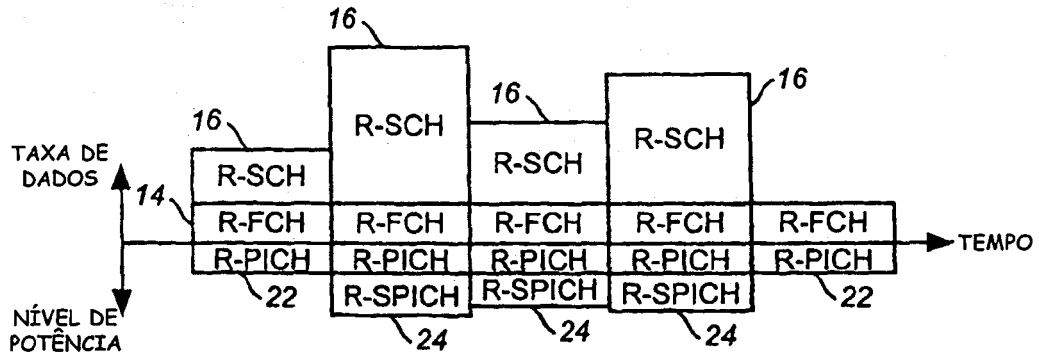 16
16
16
16
R-SCH
R-SCH
R-SCH
R-SCH
TAXA DE
DADOS
14
R-FCH R-FCH R-FCH R-FCH R-FCH
TEMPO
R-PICH R-PICH R-PICH R-PICH R-PICH
22
R-SPICH R-SPICH R-SPICH
22
24
24
24
NÍVEL DE
POTÊNCIA